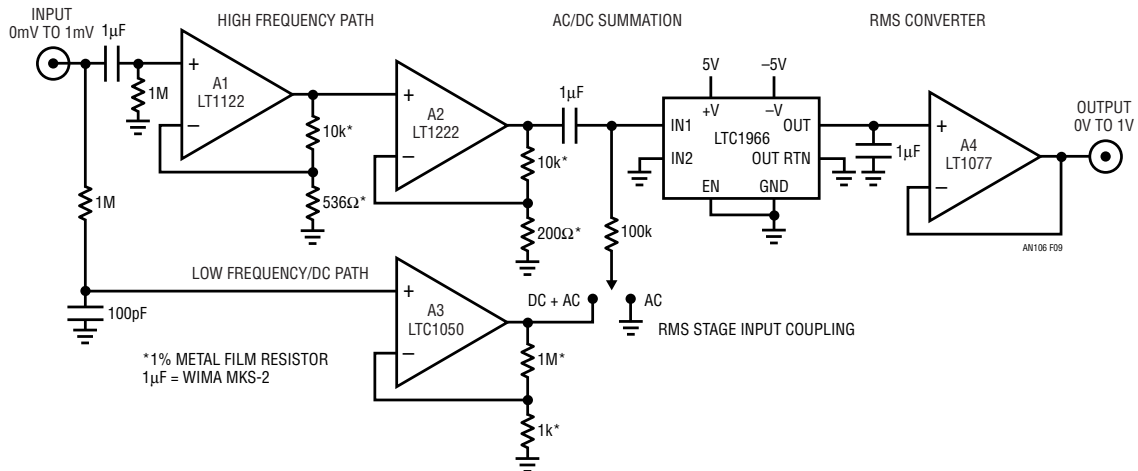 INPUT
0mV TO 1mV
HIGH FREQUENCY PATH
AC/DC SUMMATION
RMS CONVERTER
1µF
1M
+
–
A1
LT1122
10k*
536Ω*
+
–
A2
LT1222
10k*
200Ω*
1µF
100k
5V
–5V
+V
–V
IN1
IN2
LTC1966
OUT
OUT RTN
EN
GND
1µF
+
–
A4
LT1077
OUTPUT
0V TO 1V
AN106 F09
1M
LOW FREQUENCY/DC PATH
100pF
+
–
A3
LTC1050
1M*
1k*
DC + AC
AC
RMS STAGE INPUT COUPLING
*1% METAL FILM RESISTOR
1µF = WIMA MKS-2